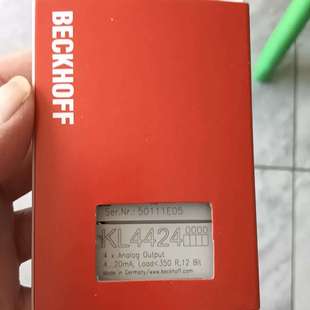 BECKHOFF
Ser.Nr.: 50111E05
KL4424 0000
4 x Analog Output
4...20mA, Load<350 R,12 Bit
Made in Germany/www.beckhoff.com